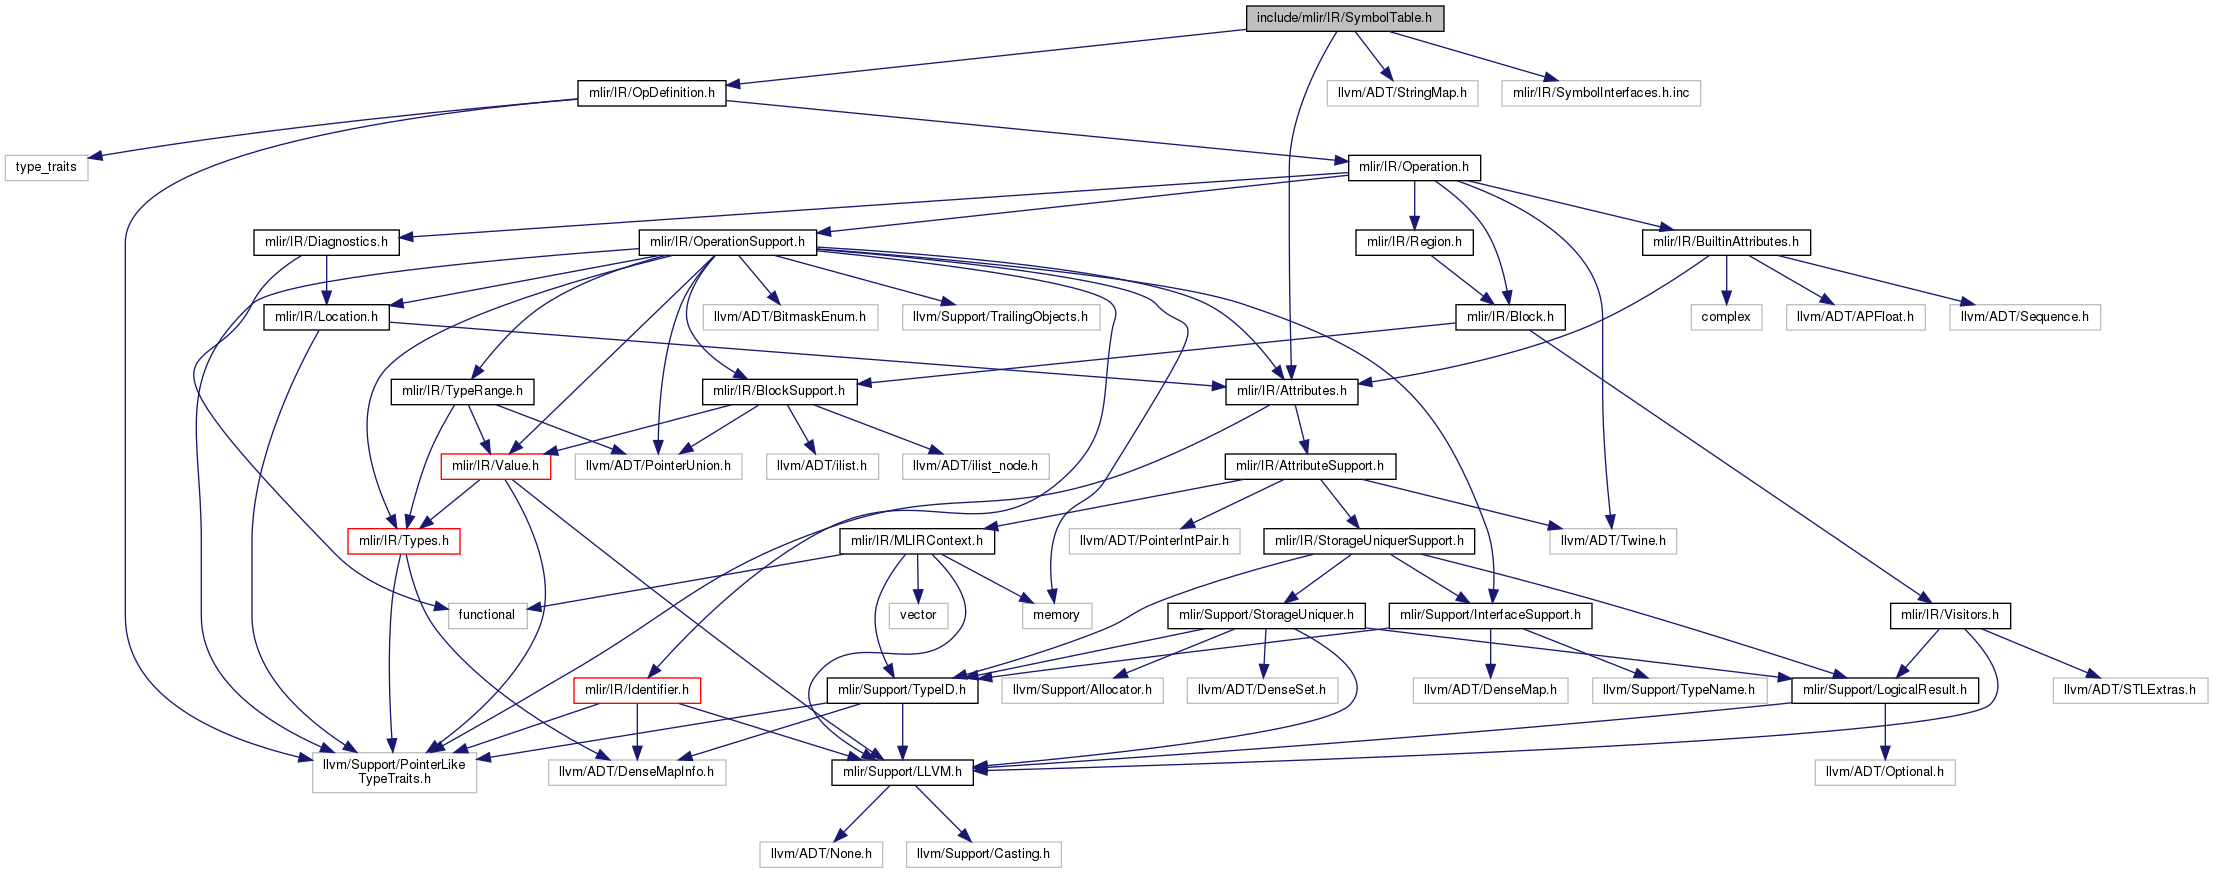 include/mlir/IR/SymbolTable.h
mlir/IR/OpDefinition.h
llvm/ADT/StringMap.h
mlir/IR/SymbolInterfaces.h.inc
type_traits
mlir/IR/Operation.h
mlir/IR/Diagnostics.h
mlir/IR/OperationSupport.h
mlir/IR/Region.h
mlir/IR/BuiltinAttributes.h
mlir/IR/Location.h
llvm/ADT/BitmaskEnum.h
llvm/Support/TrailingObjects.h
mlir/IR/Block.h
complex
llvm/ADT/APFloat.h
llvm/ADT/Sequence.h
mlir/IR/TypeRange.h
mlir/IR/BlockSupport.h
mlir/IR/Attributes.h
mlir/IR/Value.h
llvm/ADT/PointerUnion.h
llvm/ADT/ilist.h
llvm/ADT/ilist_node.h
mlir/IR/AttributeSupport.h
mlir/IR/Types.h
mlir/IR/MLIRContext.h
llvm/ADT/PointerIntPair.h
mlir/IR/StorageUniquerSupport.h
llvm/ADT/Twine.h
functional
vector
memory
mlir/Support/StorageUniquer.h
mlir/Support/InterfaceSupport.h
mlir/IR/Visitors.h
mlir/IR/Identifier.h
mlir/Support/TypeID.h
llvm/Support/Allocator.h
llvm/ADT/DenseSet.h
llvm/ADT/DenseMap.h
llvm/Support/TypeName.h
mlir/Support/LogicalResult.h
llvm/ADT/STLExtras.h
llvm/Support/PointerLike
TypeTraits.h
llvm/ADT/DenseMapInfo.h
mlir/Support/LLVM.h
llvm/ADT/Optional.h
llvm/ADT/None.h
llvm/Support/Casting.h